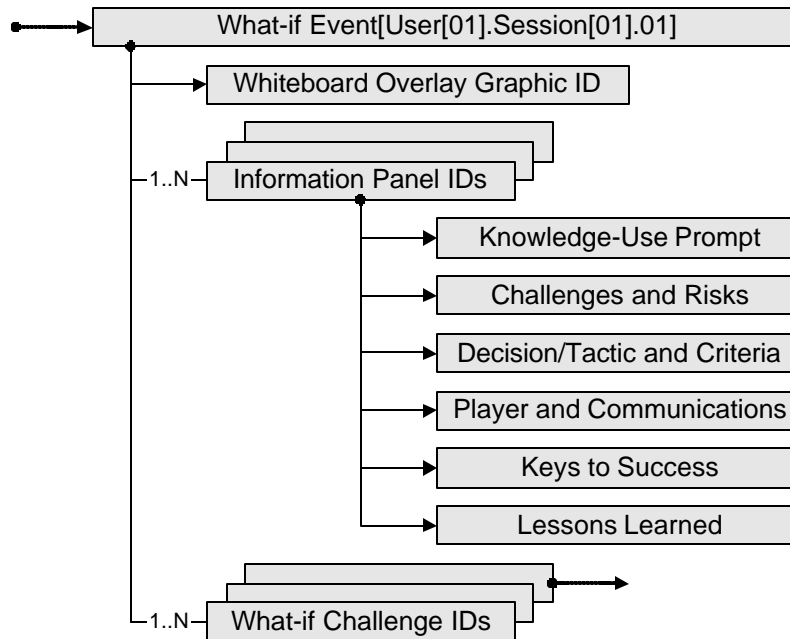 What-if Event[User[01].Session[01].01]
Whiteboard Overlay Graphic ID
1..N
Information Panel IDs
Knowledge-Use Prompt
Challenges and Risks
Decision/Tactic and Criteria
Player and Communications
Keys to Success
Lessons Learned
1..N
What-if Challenge IDs